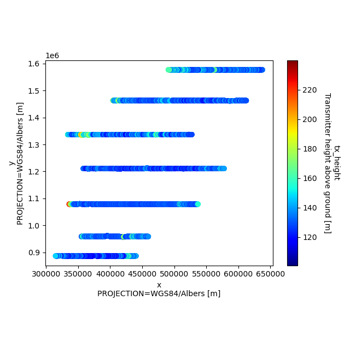 1e6
1.6
1.5
1.4
1.3
1.2
1.1
1.0
0.9
y
PROJECTION=WGS84/Albers [m]
300000 350000 400000 450000 500000 550000 600000 650000
x
PROJECTION=WGS84/Albers [m]
220
200
180
160
140
120
tx_height
Transmitter height above ground [m]